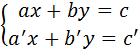 ax + by = c
a'x + b'y = c'